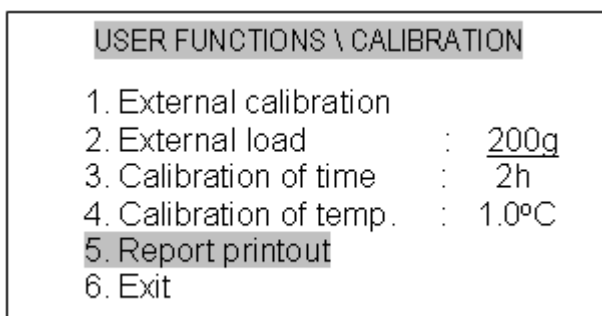 USER FUNCTIONS \ CALIBRATION
1. External calibration
2. External load : 200g
3. Calibration of time : 2h
4. Calibration of temp. : 1.0ºC
5. Report printout
6. Exit